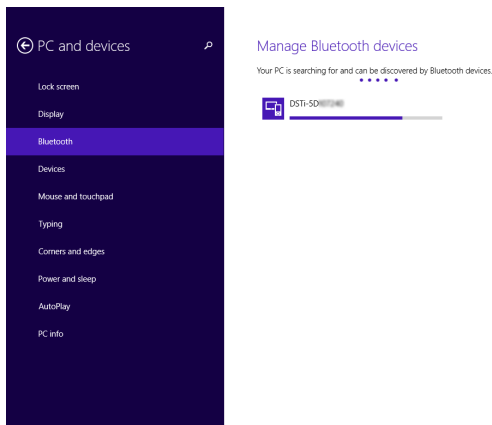 PC and devices
Lock screen
Display
Bluetooth
Devices
Mouse and touchpad
Typing
Corners and edges
Power and sleep
AutoPlay
PC info
Manage Bluetooth devices
Your PC is searching for and can be discovered by Bluetooth devices.
DSTi-5D